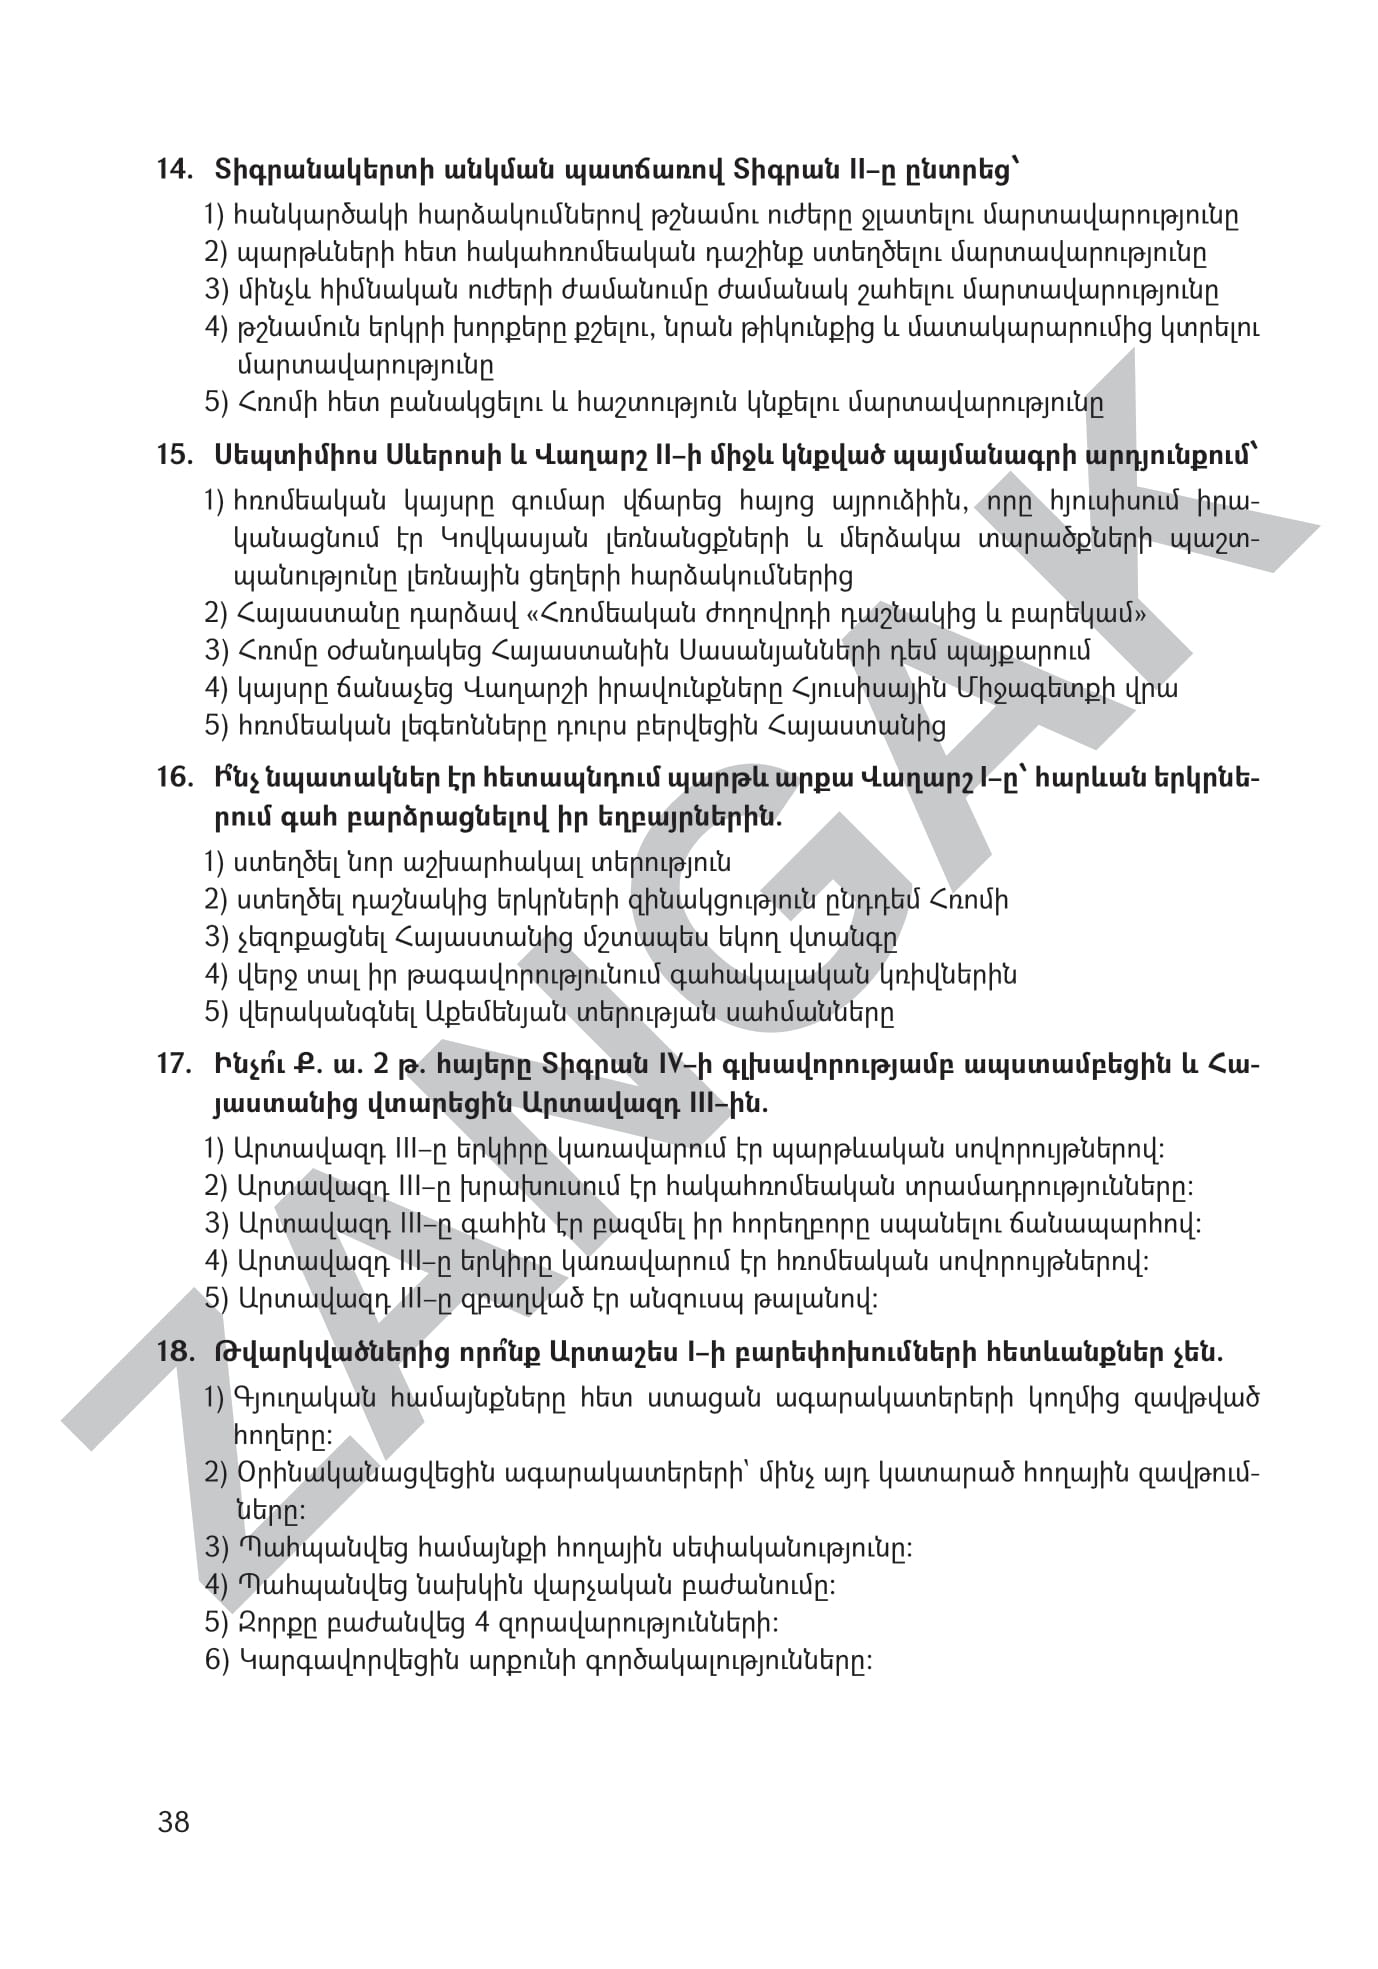 14. Տիգրանակերտի անկման պատճառով Տիգրան II–ը ընտրեց՝
1) հանկարծակի հարձակումներով թշնամու ուժերը ջլատելու մարտավարությունը
2) պարթևների հետ հակահռոմեական դաշինք ստեղծելու մարտավարությունը
3) մինչև հիմնական ուժերի ժամանումը ժամանակ շահելու մարտավարությունը
4) թշնամուն երկրի խորքերը քշելու, նրան թիկունքից և մատակարարումից կտրելու
մարտավարությունը
5) Հռոմի հետ բանակցելու և հաշտություն կնքելու մարտավարությունը
15. Սեպտիմիոս Սևերոսի և Վաղարշ II–ի միջև կնքված պայմանագրի արդյունքում՝
1) հռոմեական կայսրը գումար վճարեց հայոց այրուձիին, որը հյուսիսում իրա-
կանացնում էր Կովկասյան լեռնանցքների և մերձակա տարածքների պաշտ-
պանությունը լեռնային ցեղերի հարձակումներից
2) Հայաստանը դարձավ «Հռոմեական ժողովրդի դաշնակից և բարեկամ»
3) Հռոմը օժանդակեց Հայաստանին Սասանյանների դեմ պայքարում
4) կայսրը ճանաչեց Վաղարշի իրավունքները Հյուսիսային Միջագետքի վրա
5) հռոմեական լեգեոնները դուրս բերվեցին Հայաստանից
16. Ի՞նչ նպատակներ էր հետապնդում պարթև արքա Վաղարշ I–ը՝ հարևան երկրնե-
րում գահ բարձրացնելով իր եղբայրներին.
1) ստեղծել նոր աշխարհակալ տերություն
2) ստեղծել դաշնակից երկրների զինակցություն ընդդեմ Հռոմի
3) չեզոքացնել Հայաստանից մշտապես եկող վտանգը
4) վերջ տալ իր թագավորությունում գահակալական կռիվներին
5) վերականգնել Աքեմենյան տերության սահմանները
17. Ինչո՞ւ Ք. ա. 2 թ. հայերը Տիգրան IV–ի գլխավորությամբ ապստամբեցին և Հա-
յաստանից վտարեցին Արտավազդ III–ին.
1) Արտավազդ III–ը երկիրը կառավարում էր պարթևական սովորույթներով:
2) Արտավազդ III–ը խրախուսում էր հակահռոմեական տրամադրությունները:
3) Արտավազդ III–ը գահին էր բազմել իր հորեղբորը սպանելու ճանապարհով:
4) Արտավազդ III–ը երկիրը կառավարում էր հռոմեական սովորույթներով:
5) Արտավազդ III–ը զբաղված էր անզուսպ թալանով:
18. Թվարկվածներից որո՞նք Արտաշես I–ի բարեփոխումների հետևանքներ չեն.
1) Գյուղական համայնքները հետ ստացան ագարակատերերի կողմից զավթված
հողերը:
2) Օրինականացվեցին ագարակատերերի՝ մինչ այդ կատարած հողային զավթում-
ները:
3) Պահպանվեց համայնքի հողային սեփականությունը:
4) Պահպանվեց նախկին վարչական բաժանումը:
5) Զորքը բաժանվեց 4 զորավարությունների:
6) Կարգավորվեցին արքունի գործակալությունները:
38
ZANGAK